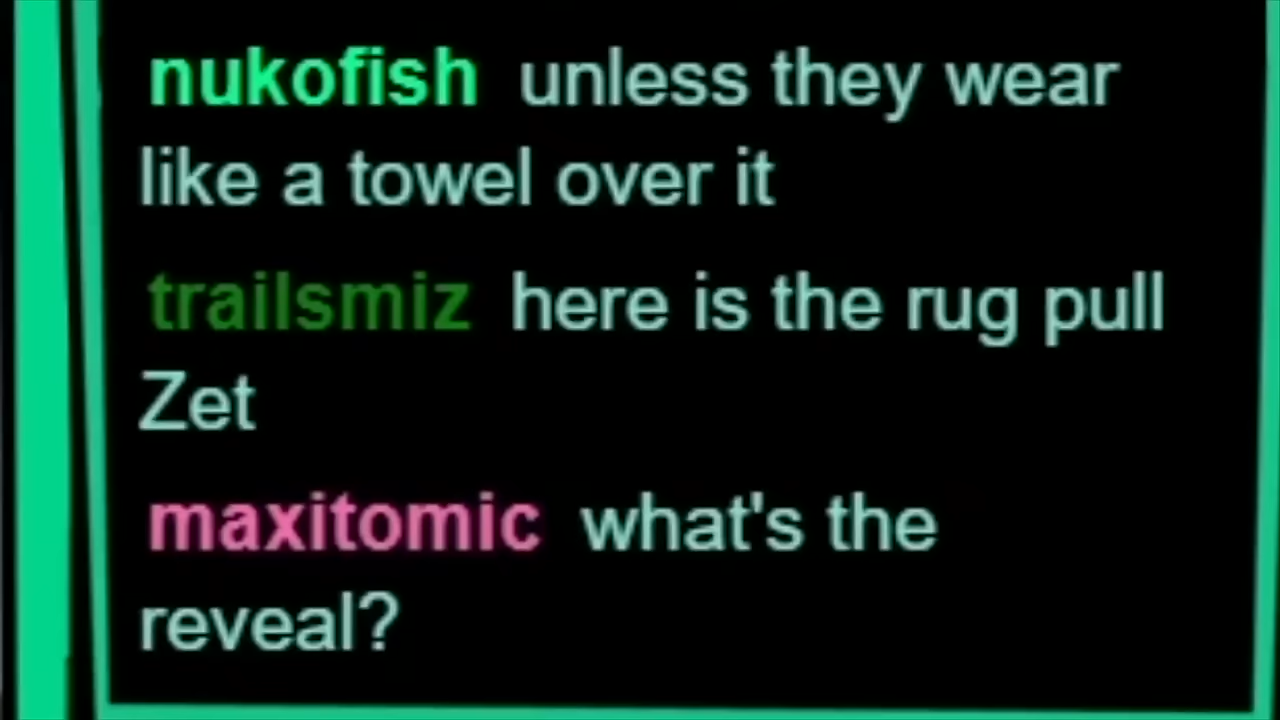 nukofish unless they wear
like a towel over it
trailsmiz here is the rug pull
Zet
maxitomic what's the
reveal?